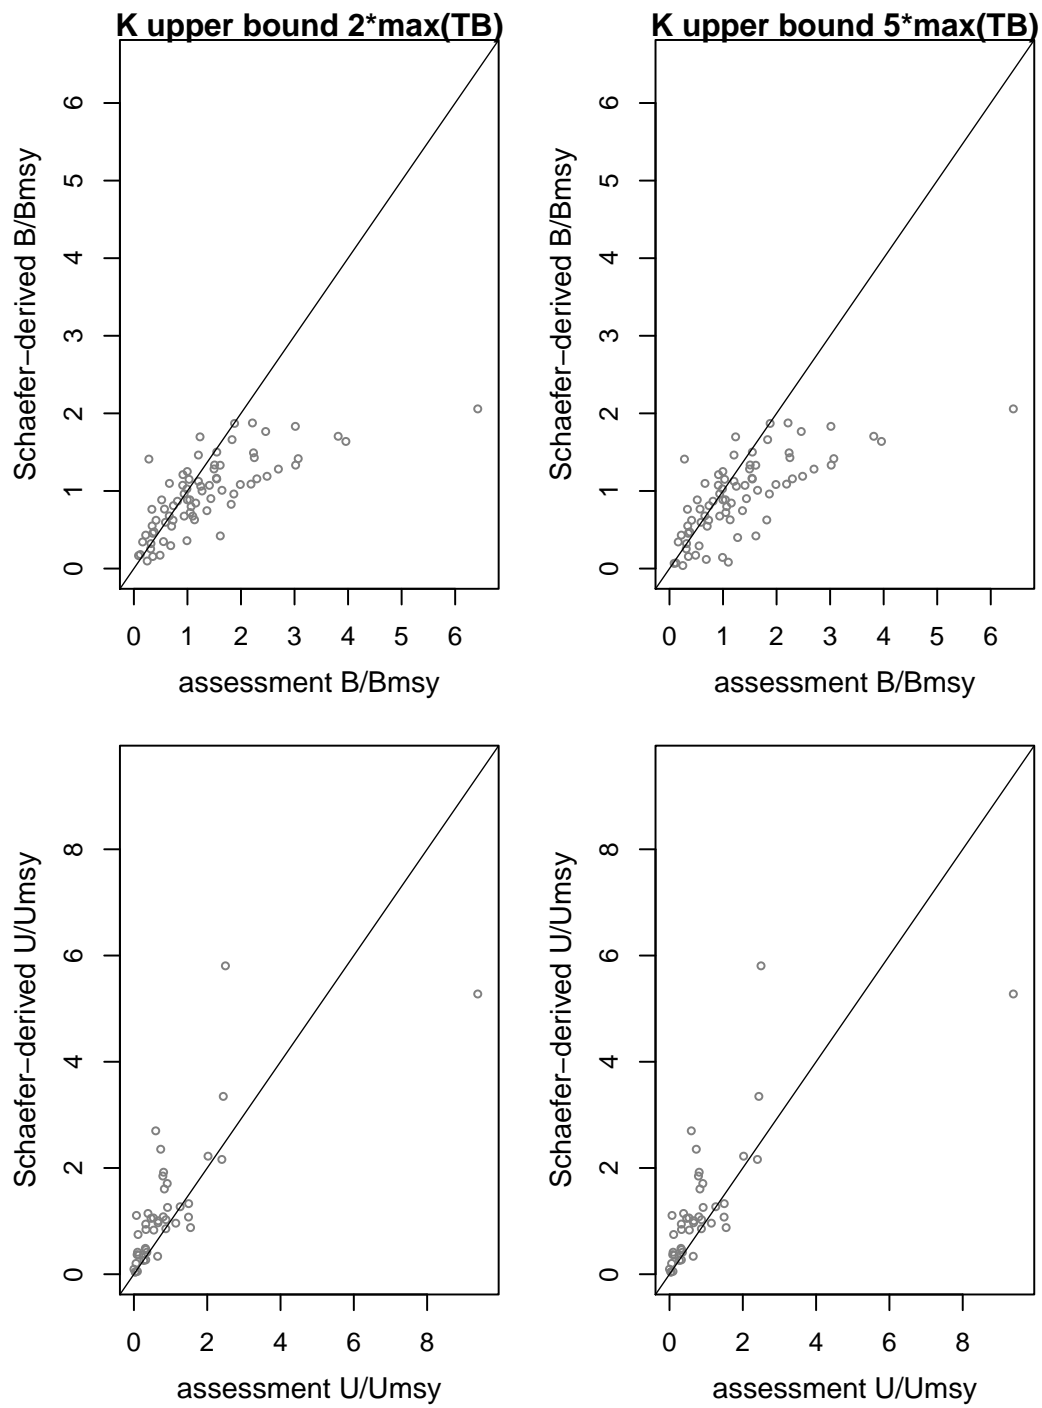 K upper bound 2*max(TB)
Schaefer−derived B/Bmsy
0 1 2 3 4 5 6
0 1 2 3 4 5 6
assessment B/Bmsy
K upper bound 5*max(TB)
Schaefer−derived B/Bmsy
0 1 2 3 4 5 6
0 1 2 3 4 5 6
assessment B/Bmsy
Schaefer−derived U/Umsy
0 2 4 6 8
0 2 4 6 8
assessment U/Umsy
Schaefer−derived U/Umsy
0 2 4 6 8
0 2 4 6 8
assessment U/Umsy